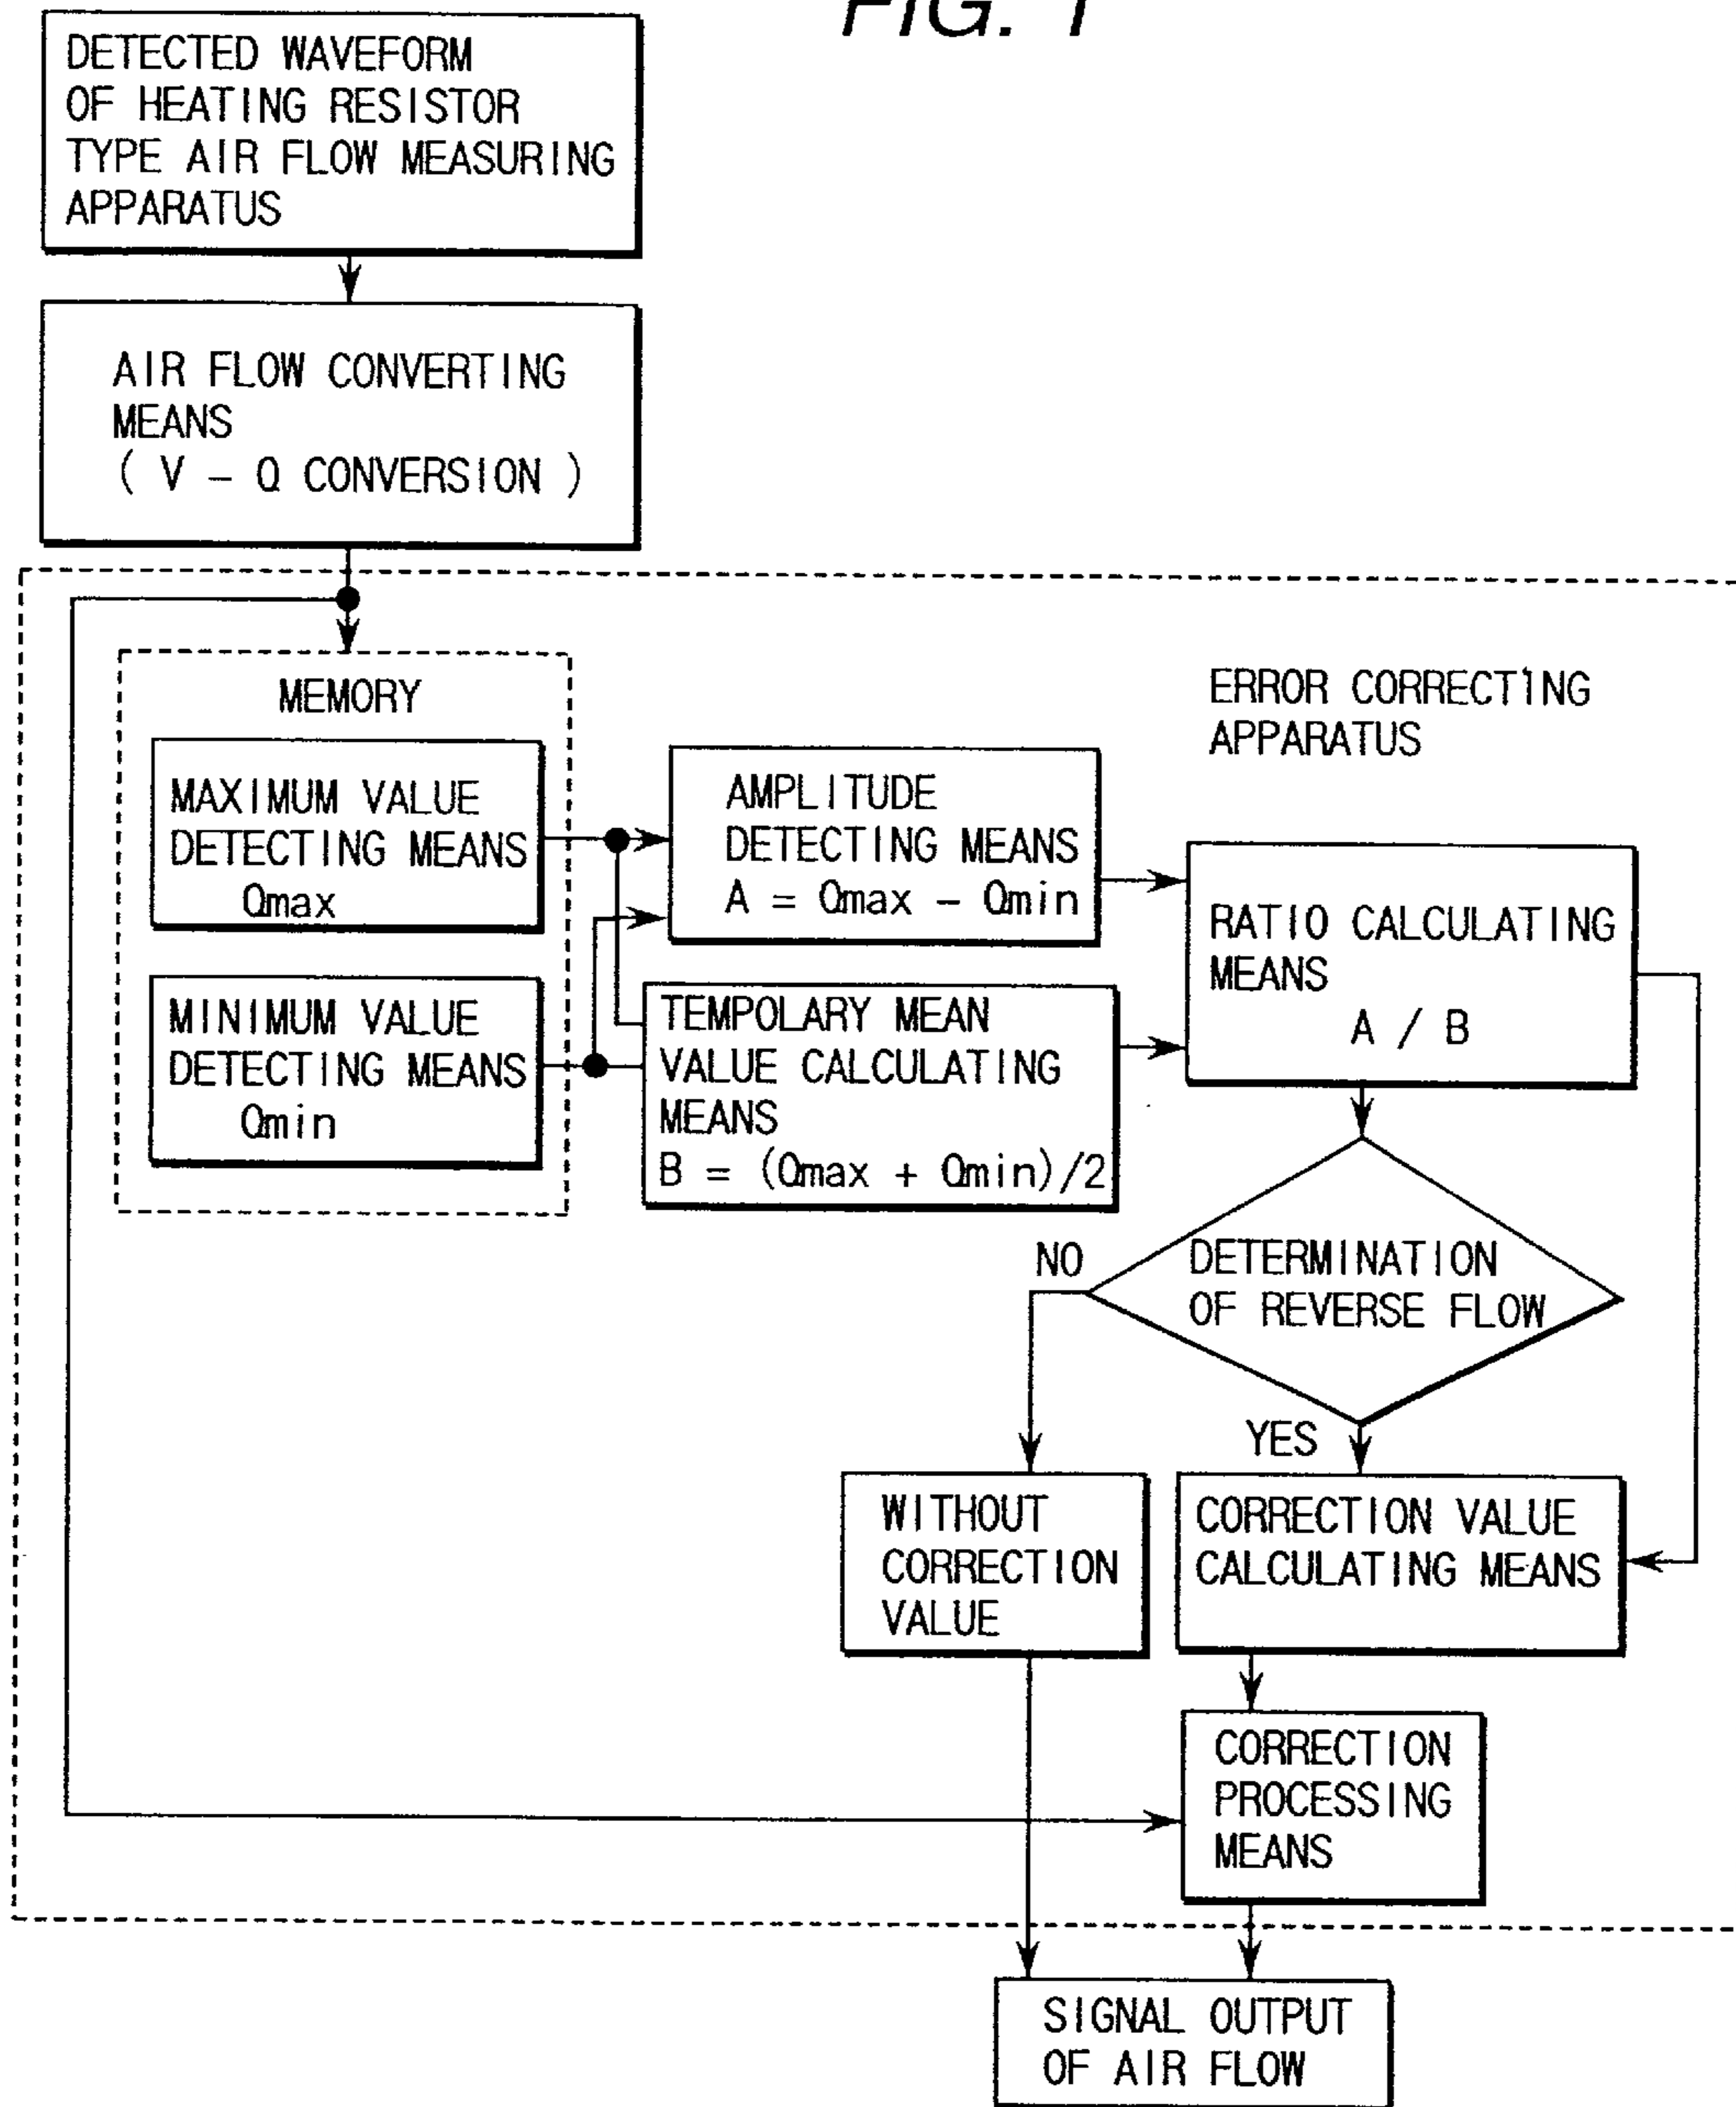 FIG. 1
DETECTED WAVEFORM
OF HEATING RESISTOR
TYPE AIR FLOW MEASURING
APPARATUS
AIR FLOW CONVERTING
MEANS
( V – Q CONVERSION )
MEMORY
MAXIMUM VALUE
DETECTING MEANS
Qmax
MINIMUM VALUE
DETECTING MEANS
Qmin
AMPLITUDE
DETECTING MEANS
A = Qmax – Qmin
TEMPOLARY MEAN
VALUE CALCULATING
MEANS
B = (Qmax + Qmin)/2
ERROR CORRECTING
APPARATUS
RATIO CALCULATING
MEANS
A / B
DETERMINATION
OF REVERSE FLOW
NO
YES
WITHOUT
CORRECTION
VALUE
CORRECTION VALUE
CALCULATING MEANS
CORRECTION
PROCESSING
MEANS
SIGNAL OUTPUT
OF AIR FLOW